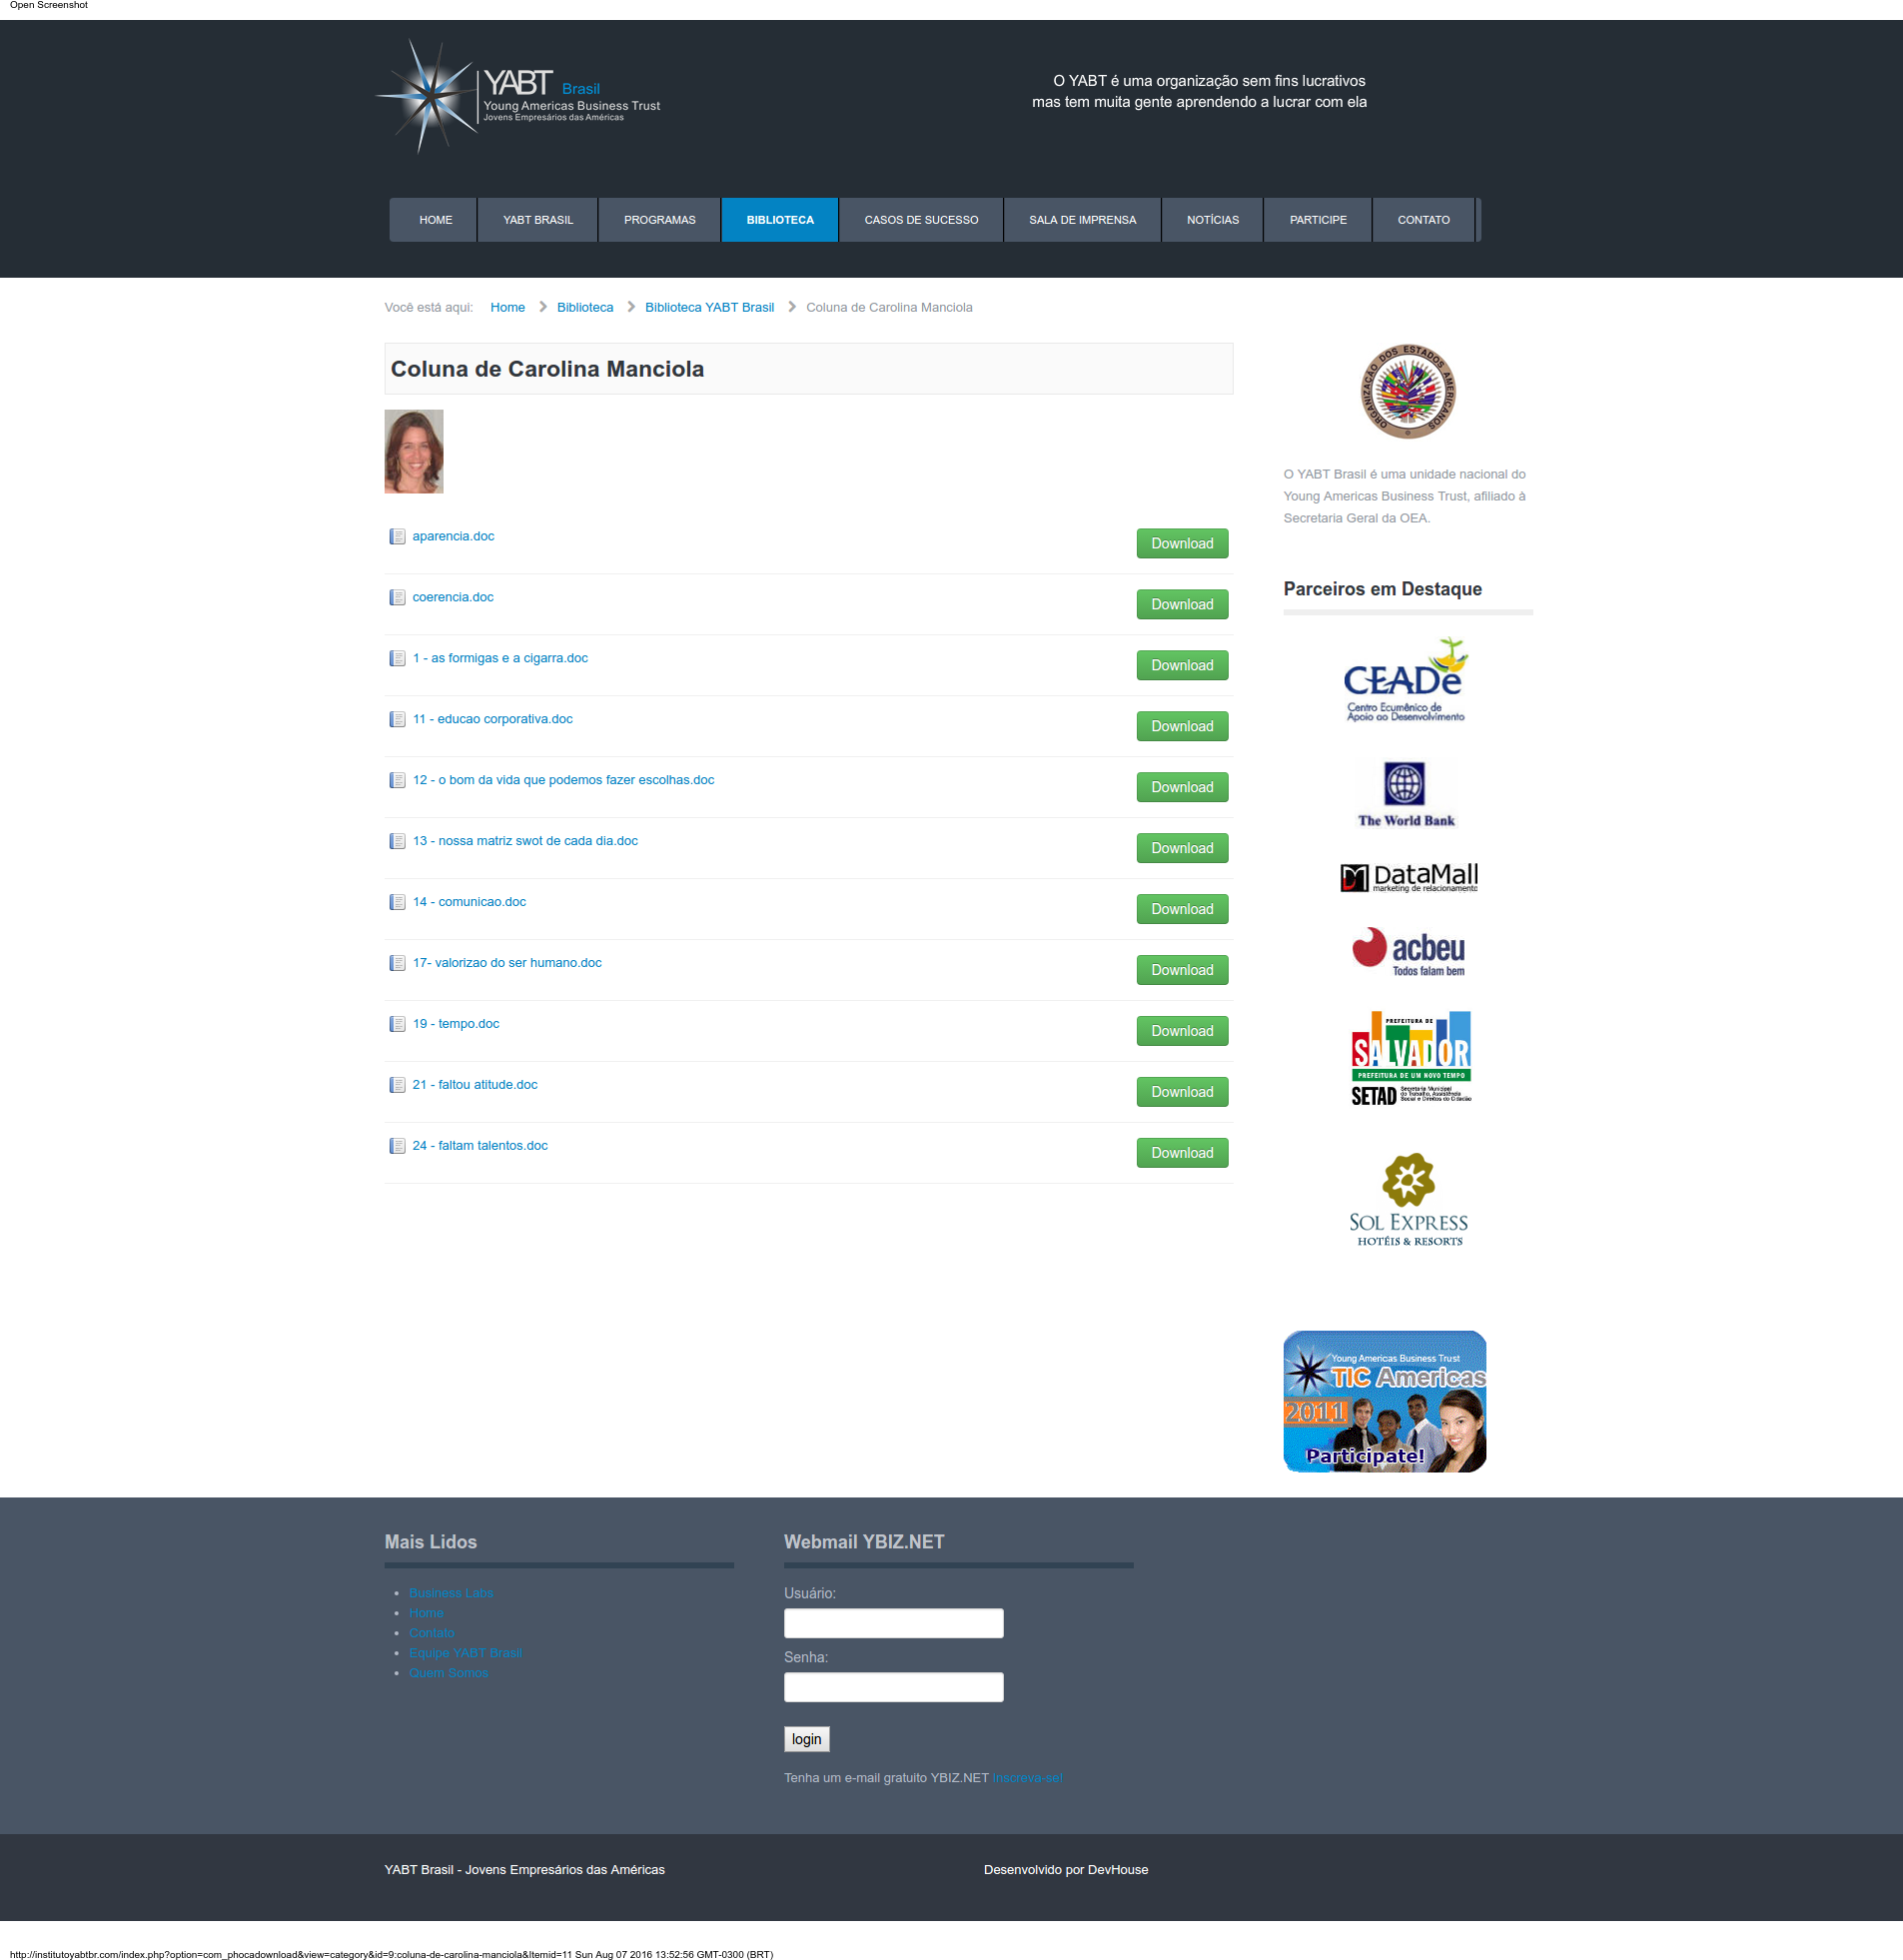 Open Screenshot
YABT Brasil
Young Americas Business Trust
Jovens Empresários das Américas
O YABT é uma organização sem fins lucrativos
mas tem muita gente aprendendo a lucrar com ela
HOME YABT BRASIL PROGRAMAS BIBLIOTECA CASOS DE SUCESSO SALA DE IMPRENSA NOTÍCIAS PARTICIPE CONTATO
Você está aqui: Home Biblioteca Biblioteca YABT Brasil Coluna de Carolina Manciola
Coluna de Carolina Manciola
aparencia.doc Download
coerencia.doc Download
1 - as formigas e a cigarra.doc Download
11 - educao corporativa.doc Download
12 - o bom da vida que podemos fazer escolhas.doc Download
13 - nossa matriz swot de cada dia.doc Download
14 - comunicao.doc Download
17- valorizao do ser humano.doc Download
19 - tempo.doc Download
21 - faltou atitude.doc Download
24 - faltam talentos.doc Download
ORGANIZAÇÃO DOS ESTADOS AMERICANOS
O YABT Brasil é uma unidade nacional do
Young Americas Business Trust, afiliado à
Secretaria Geral da OEA.
Parceiros em Destaque
CEADe
Centro Ecumênico de
Apoio ao Desenvolvimento
The World Bank
DataMall
marketing de relacionamento
acbeu
Todos falam bem
PREFEITURA DE
SALVADOR
PREFEITURA DE UM NOVO TEMPO
SETAD
Secretaria Municipal
do Trabalho, Assistência
Social e Direitos do Cidadão
SOL EXPRESS
HOTÉIS & RESORTS
Young Americas Business Trust
TIC Americas
2011
Participate!
Mais Lidos
Business Labs
Home
Contato
Equipe YABT Brasil
Quem Somos
Webmail YBIZ.NET
Usuário:
Senha:
login
Tenha um e-mail gratuito YBIZ.NET Inscreva-se!
YABT Brasil - Jovens Empresários das Américas
Desenvolvido por DevHouse
http://institutoyabtbr.com/index.php?option=com_phocadownload&view=category&id=9:coluna-de-carolina-manciola&Itemid=11 Sun Aug 07 2016 13:52:56 GMT-0300 (BRT)